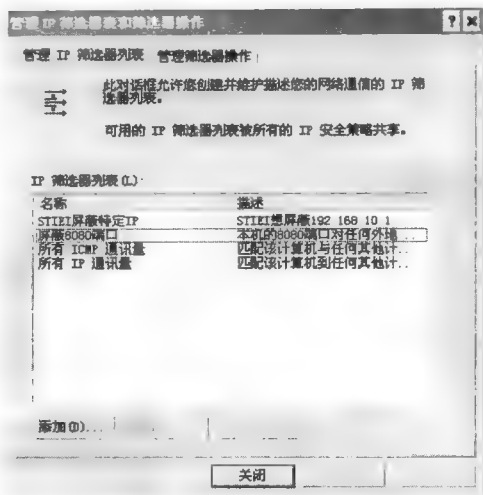 管理 IP 筛选器表和筛选器操作
管理 IP 筛选器列表 管理筛选器操作
此对话框允许您创建并维护描述您的网络通信的 IP 筛
选器列表。
可用的 IP 筛选器列表被所有的 IP 安全策略共享。
IP 筛选器列表(L):
名称 描述
STIEI屏蔽特定IP STIEI想屏蔽192 168 10 1
屏蔽8080端口 本机的8080端口对任何外地
所有 ICMP 通讯量 匹配该计算机与任何其他计..
所有 IP 通讯量 匹配该计算机到任何其他计..
添加(D)...
关闭